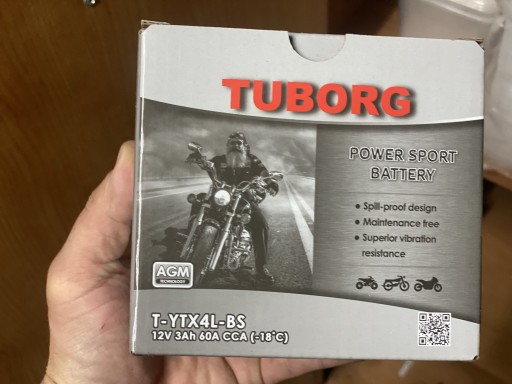 TUBORG
POWER SPORT
BATTERY
• Spill-proof design
• Maintenance free
• Superior vibration
resistance
AGM
TECHNOLOGY
T-YTX4L-BS
12V 3Ah 60A CCA (-18°C)